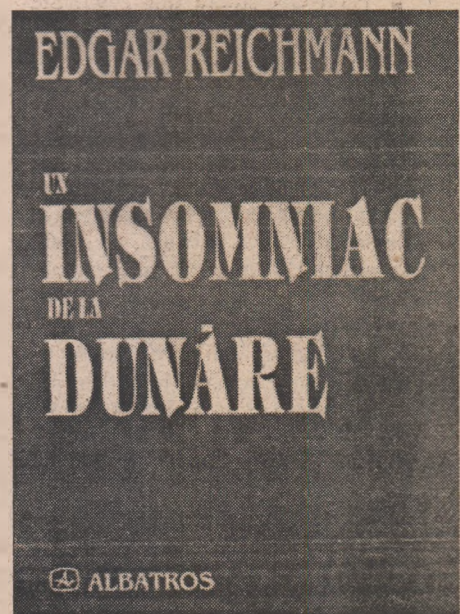 EDGAR REICHMANN
UN
INSOMNIAC
DE LA
DUNĂRE
A ALBATROS